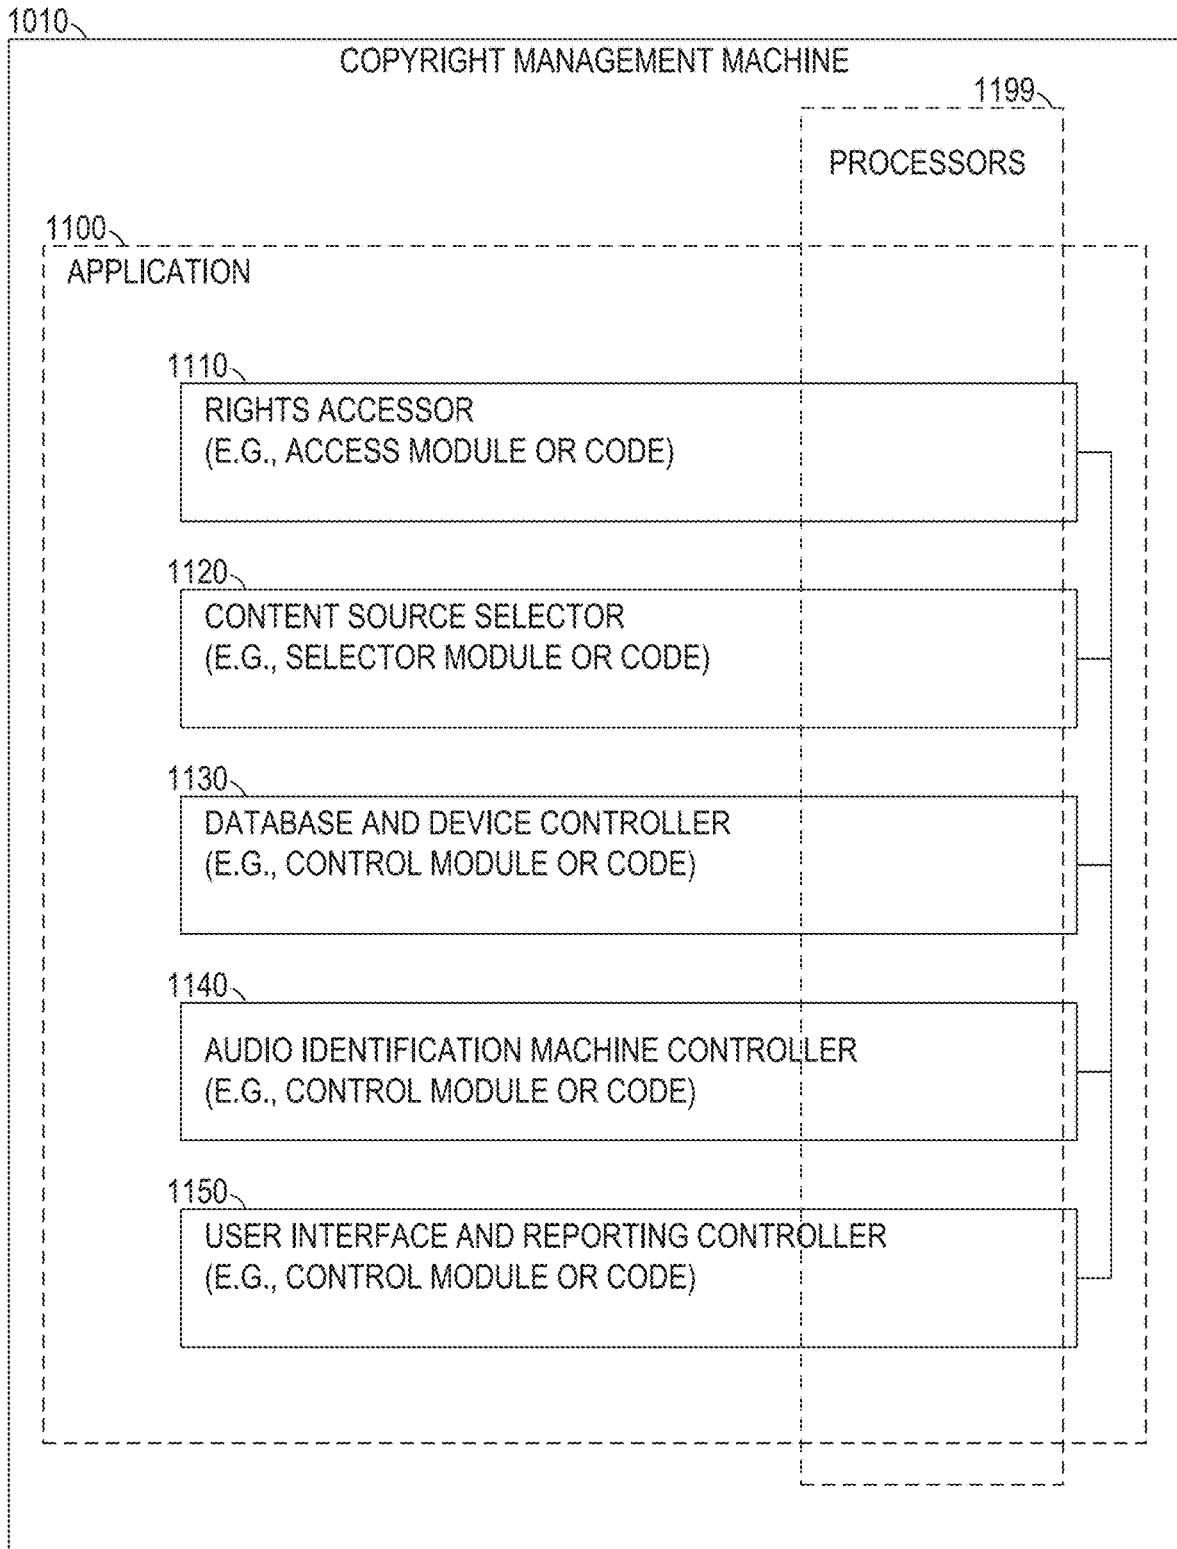 1010
COPYRIGHT MANAGEMENT MACHINE
1199
PROCESSORS
1100
APPLICATION
1110
RIGHTS ACCESSOR
(E.G., ACCESS MODULE OR CODE)
1120
CONTENT SOURCE SELECTOR
(E.G., SELECTOR MODULE OR CODE)
1130
DATABASE AND DEVICE CONTROLLER
(E.G., CONTROL MODULE OR CODE)
1140
AUDIO IDENTIFICATION MACHINE CONTROLLER
(E.G., CONTROL MODULE OR CODE)
1150
USER INTERFACE AND REPORTING CONTROLLER
(E.G., CONTROL MODULE OR CODE)